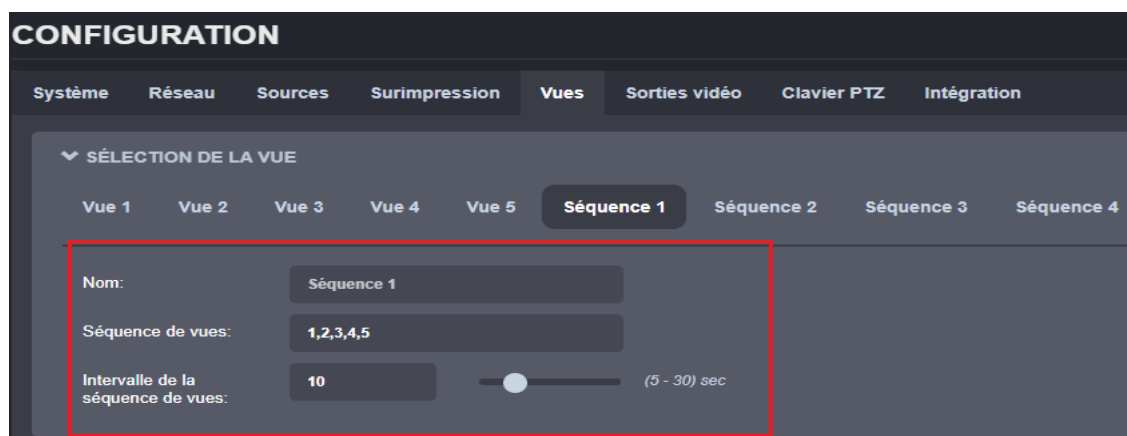 CONFIGURATION
Système Réseau Sources Surimpression Vues Sorties vidéo Clavier PTZ Intégration
SÉLECTION DE LA VUE
Vue 1 Vue 2 Vue 3 Vue 4 Vue 5 Séquence 1 Séquence 2 Séquence 3 Séquence 4
Nom: Séquence 1
Séquence de vues: 1,2,3,4,5
Intervalle de la
séquence de vues: 10 (5 - 30) sec